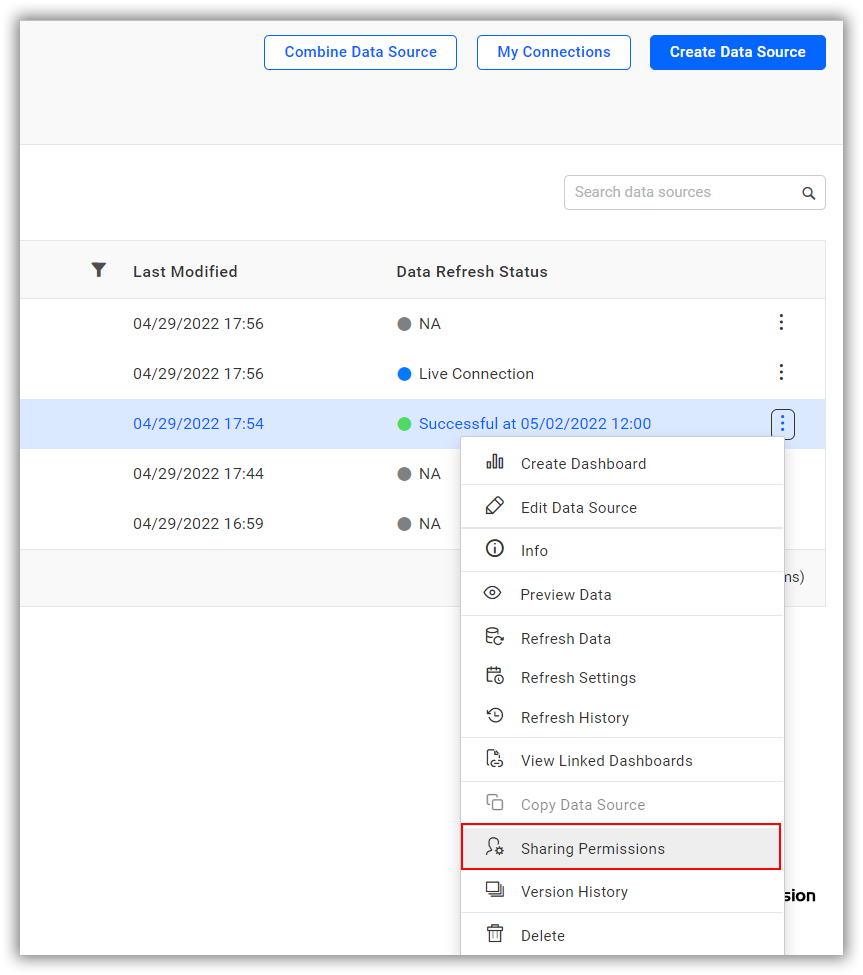 Combine Data Source My Connections Create Data Source
Search data sources
Last Modified Data Refresh Status
04/29/2022 17:56 NA
04/29/2022 17:56 Live Connection
04/29/2022 17:54 Successful at 05/02/2022 12:00
04/29/2022 17:44 NA
04/29/2022 16:59 NA
Create Dashboard
Edit Data Source
Info
ms)
Preview Data
Refresh Data
Refresh Settings
Refresh History
View Linked Dashboards
Copy Data Source
Sharing Permissions
Version History
sion
Delete